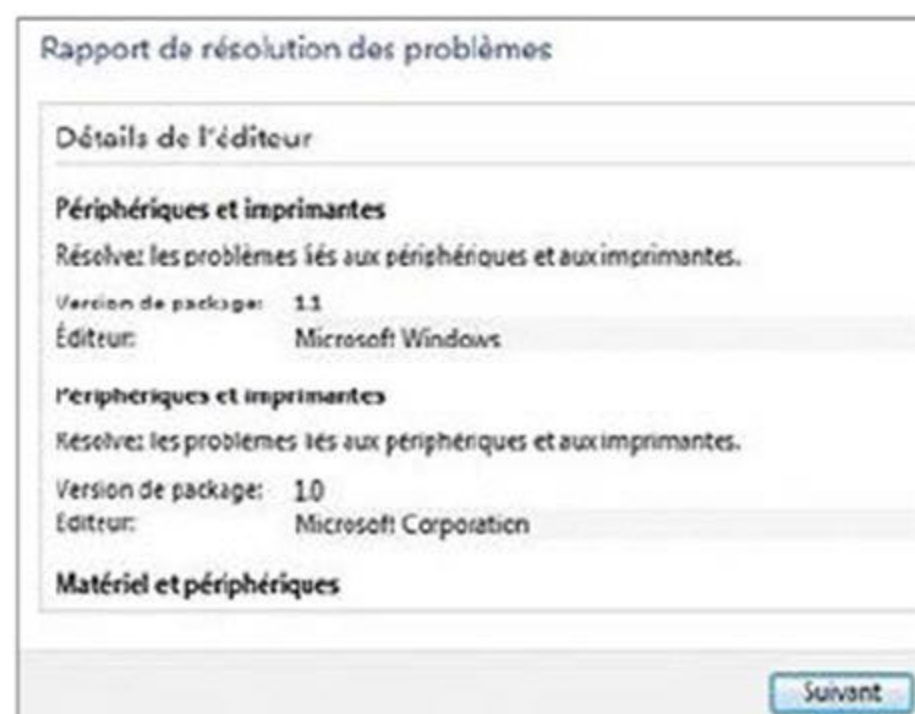 Rapport de résolution des problèmes
Détails de l'éditeur
Périphériques et imprimantes
Résolvez les problèmes liés aux périphériques et aux imprimantes.
Version de package: 1.1
Éditeur: Microsoft Windows
Périphériques et imprimantes
Résolvez les problèmes liés aux périphériques et aux imprimantes.
Version de package: 1.0
Éditeur: Microsoft Corporation
Matériel et périphériques
Suivant